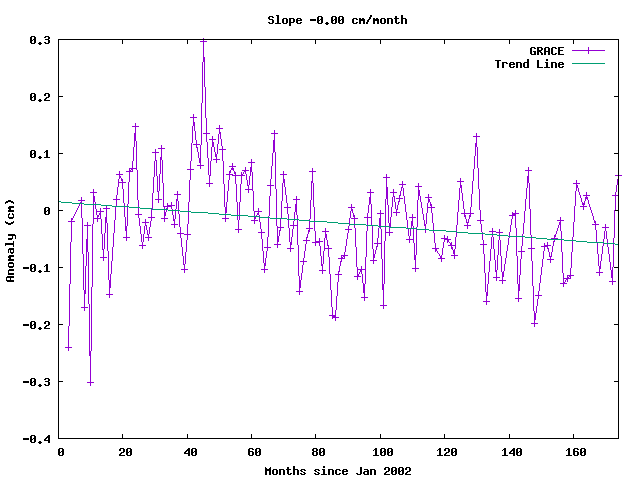 Slope -0.00 cm/month
GRACE
Trend Line
0.3
0.2
0.1
0
-0.1
-0.2
-0.3
-0.4
Anomaly (cm)
0 20 40 60 80 100 120 140 160
Months since Jan 2002